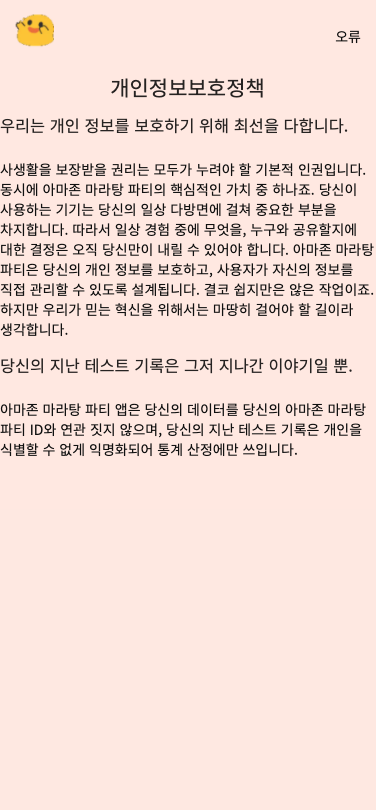 오류
개인정보보호정책
우리는 개인 정보를 보호하기 위해 최선을 다합니다.
사생활을 보장받을 권리는 모두가 누려야 할 기본적 인권입니다.
동시에 아마존 마라탕 파티의 핵심적인 가치 중 하나죠. 당신이
사용하는 기기는 당신의 일상 다방면에 걸쳐 중요한 부분을
차지합니다. 따라서 일상 경험 중에 무엇을, 누구와 공유할지에
대한 결정은 오직 당신만이 내릴 수 있어야 합니다. 아마존 마라탕
파티은 당신의 개인 정보를 보호하고, 사용자가 자신의 정보를
직접 관리할 수 있도록 설계됩니다. 결코 쉽지만은 않은 작업이죠.
하지만 우리가 믿는 혁신을 위해서는 마땅히 걸어야 할 길이라
생각합니다.
당신의 지난 테스트 기록은 그저 지나간 이야기일 뿐.
아마존 마라탕 파티 앱은 당신의 데이터를 당신의 아마존 마라탕
파티 ID와 연관 짓지 않으며, 당신의 지난 테스트 기록은 개인을
식별할 수 없게 익명화되어 통계 산정에만 쓰입니다.